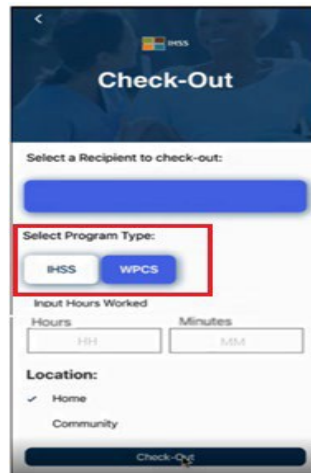 IHSS
Check-Out
Select a Recipient to check-out:
Select Program Type:
IHSS WPCS
Input Hours Worked
Hours Minutes
HH MM
Location:
✓ Home
Community
Check-Out